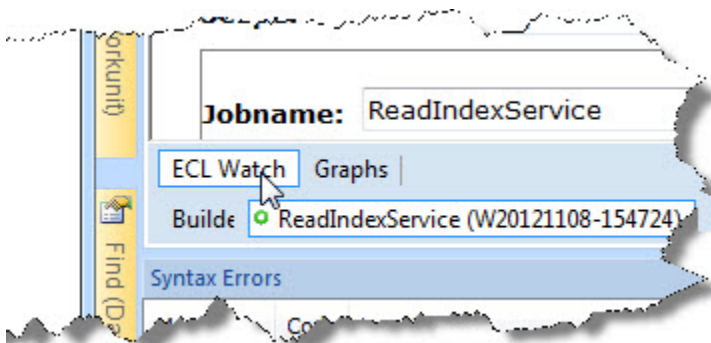 orkunit)
Jobname: ReadIndexService
ECL Watch Graphs
Builde ReadIndexService (W20121108-154724)
Find (Da
Syntax Errors
Co